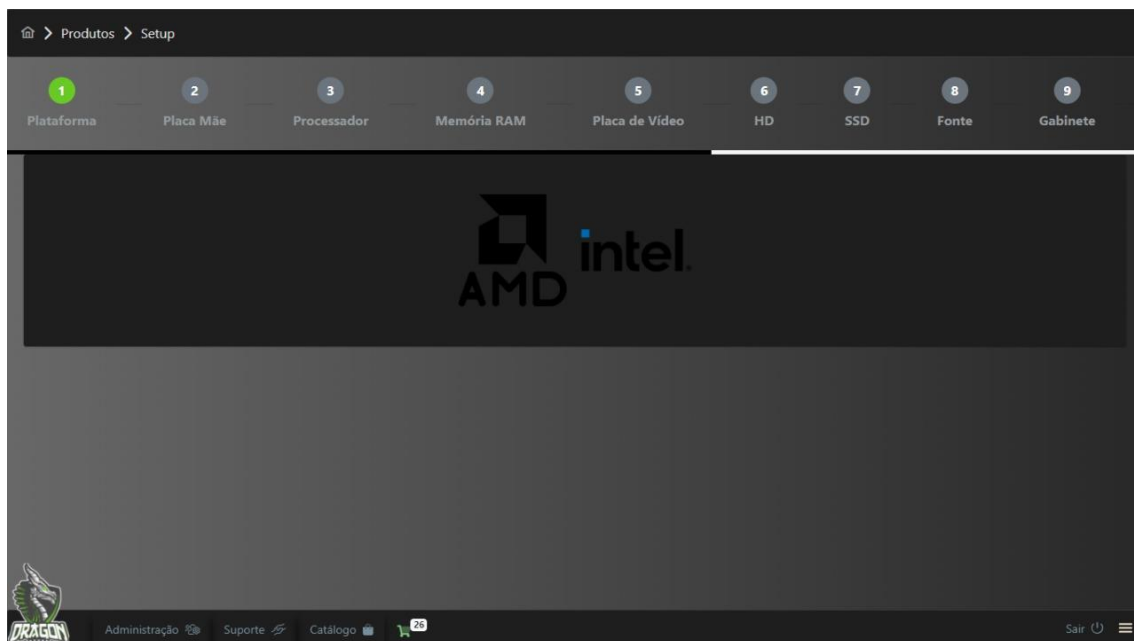 Produtos Setup
1 2 3 4 5 6 7 8 9
Plataforma Placa Mãe Processador Memória RAM Placa de Vídeo HD SSD Fonte Gabinete
AMD intel.
DRAGON Administração Suporte Catálogo 26 Sair